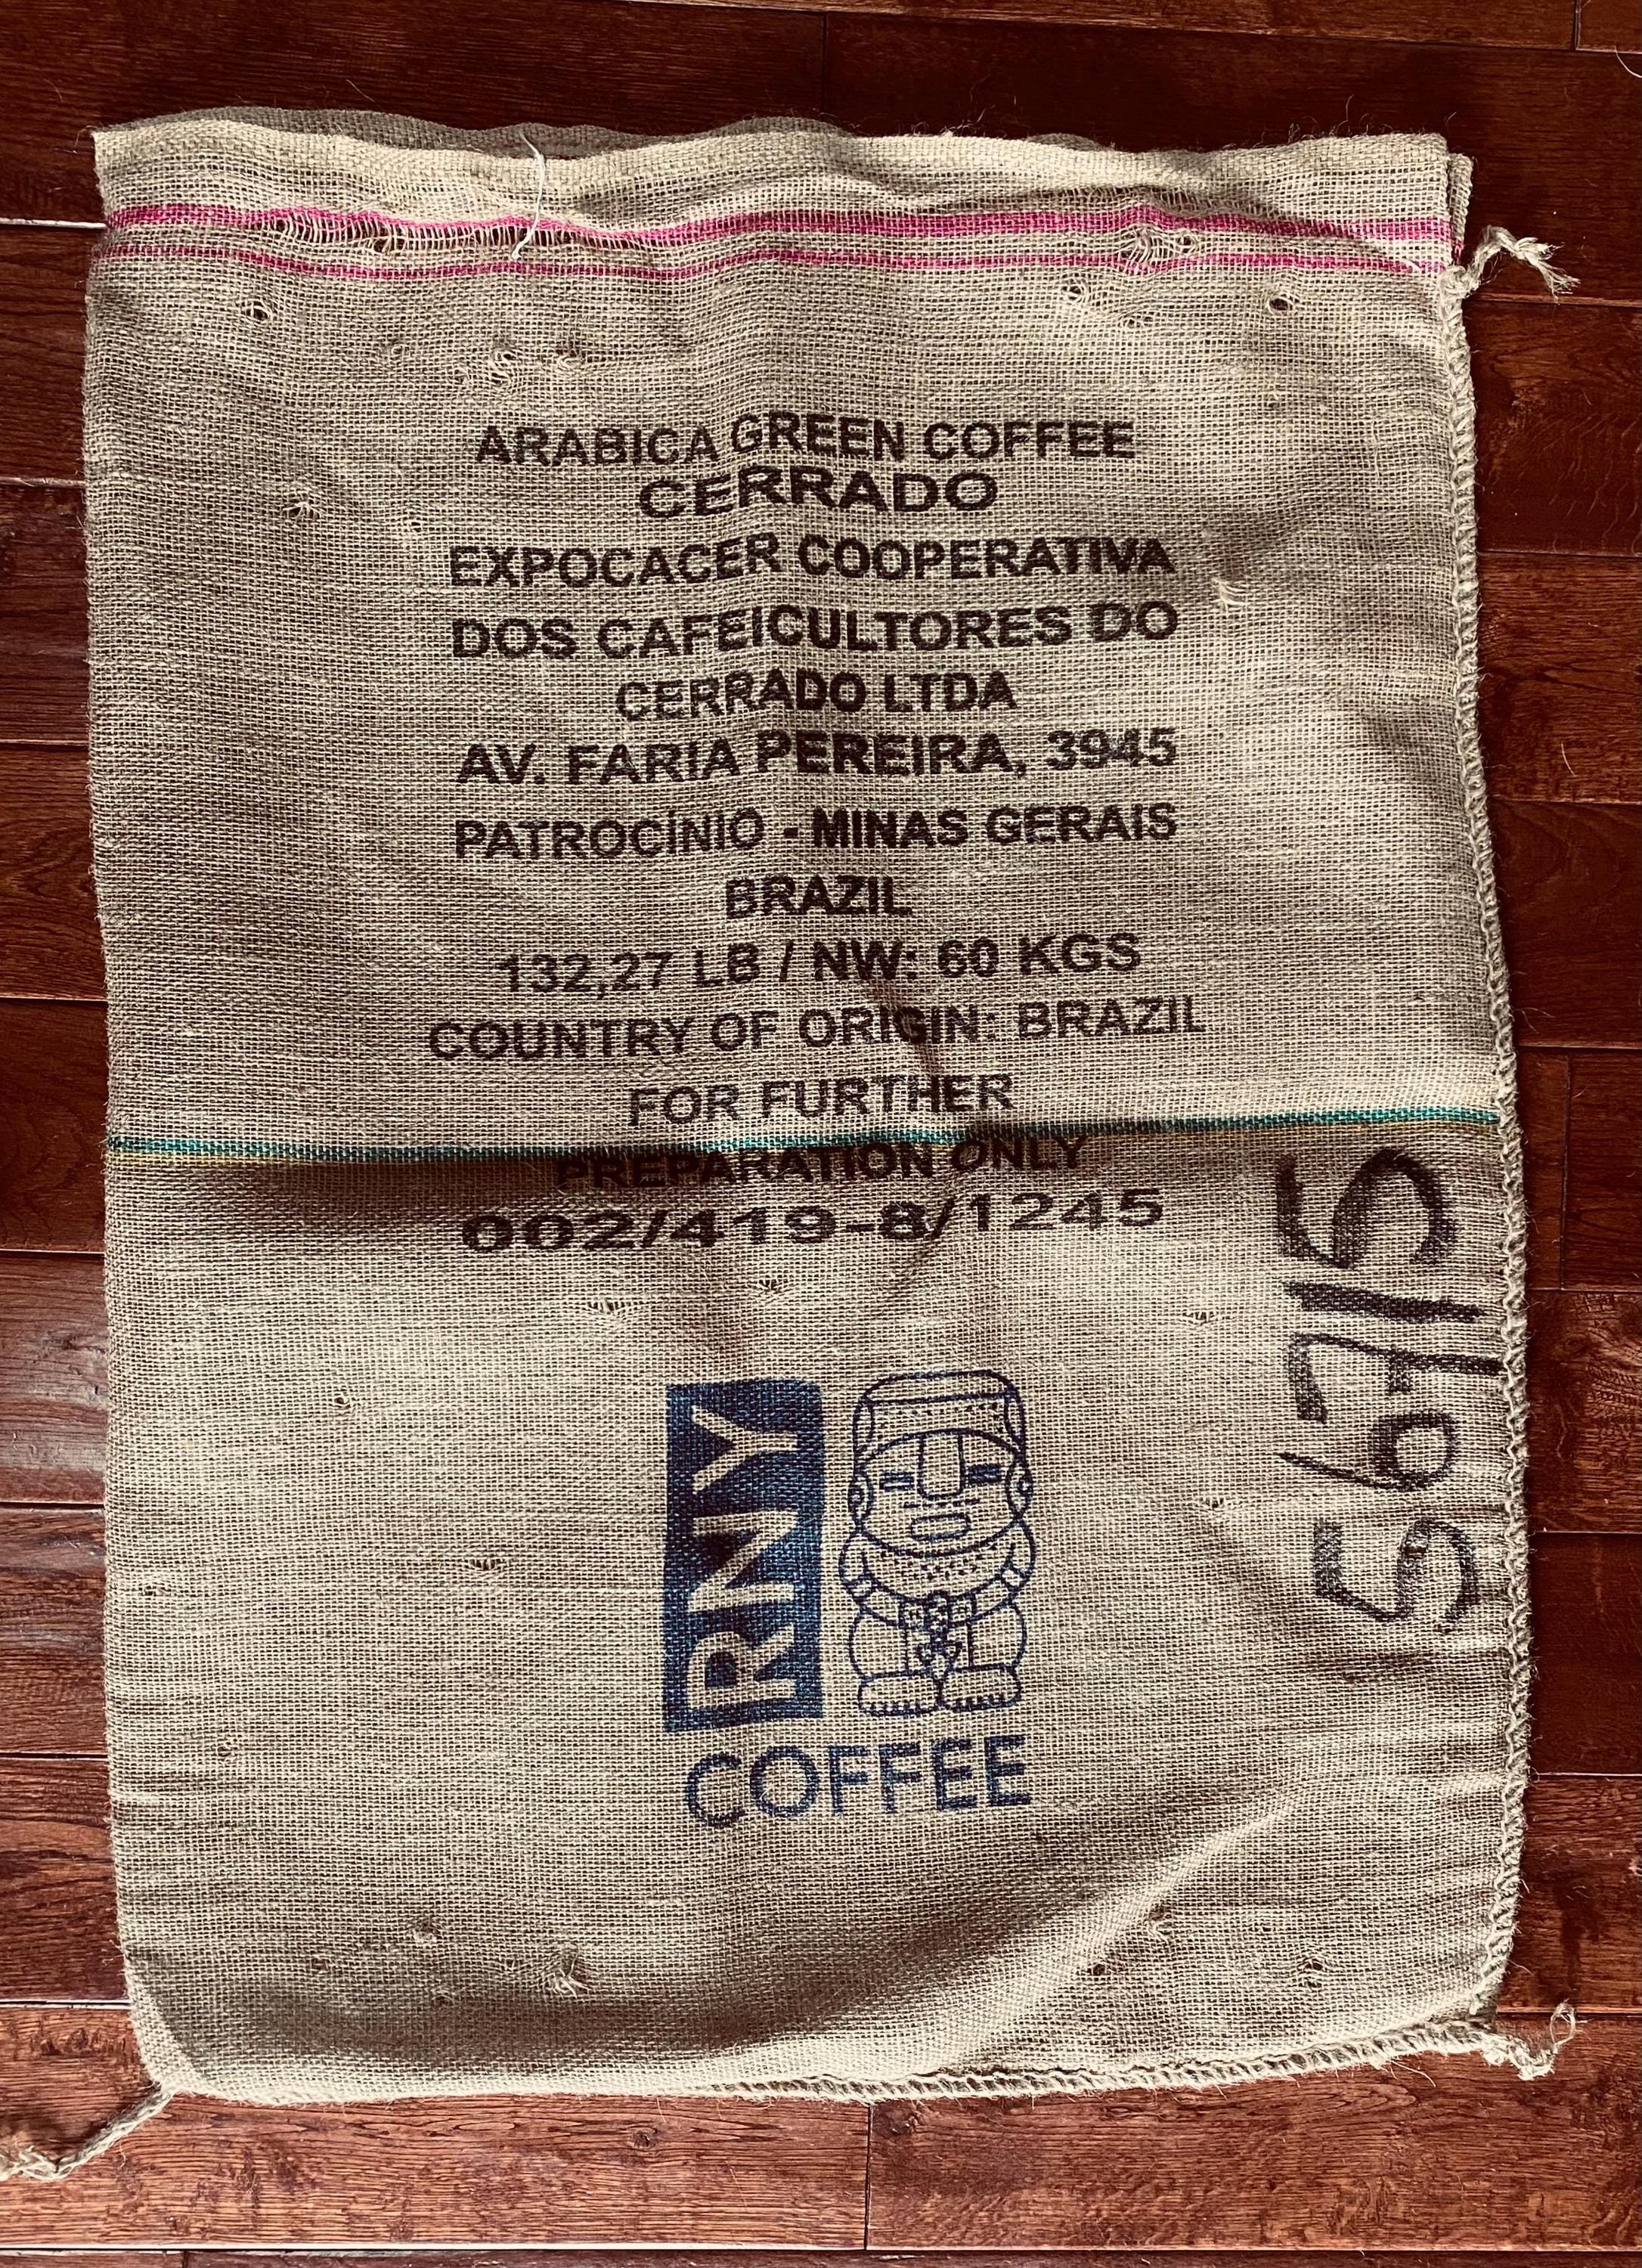 ARABICA GREEN COFFEE
CERRADO
EXPOCACER COOPERATIVA
DOS CAFEICULTORES DO
CERRADO LTDA
AV. FARIA PEREIRA, 3945
PATROCÍNIO - MINAS GERAIS
BRAZIL
132,27 LB / NW: 60 KGS
COUNTRY OF ORIGIN: BRAZIL
FOR FURTHER
PREPARATION ONLY
002/419-8/1245
RNY
COFFEE